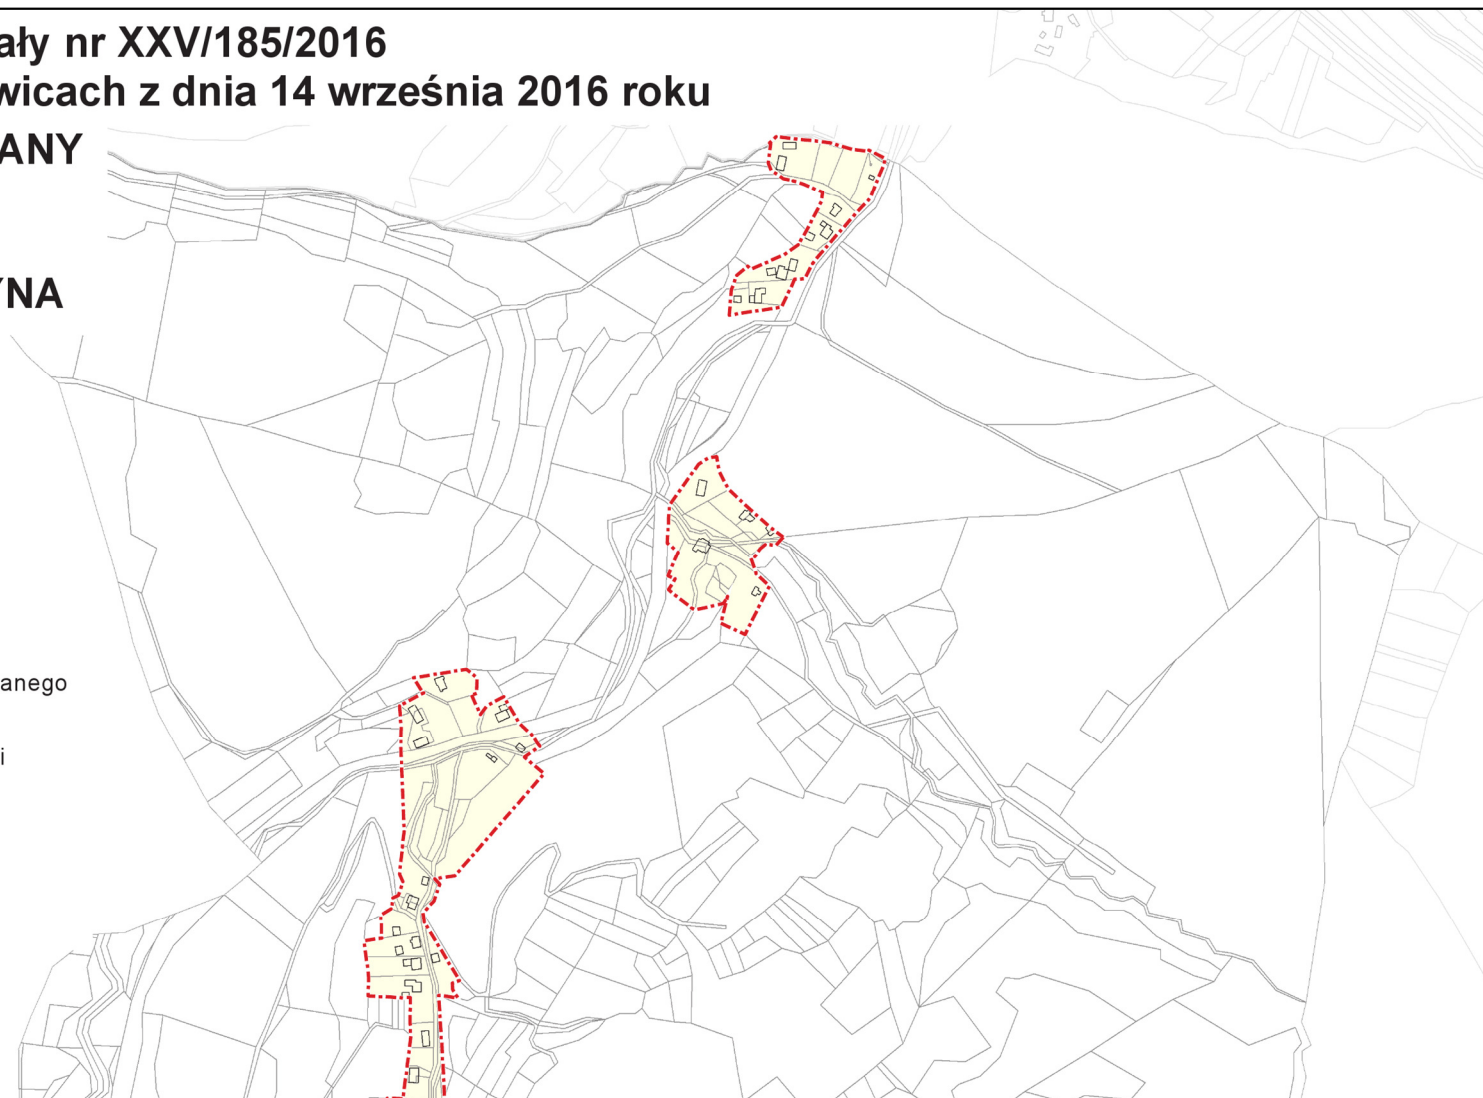 ały nr XXV/185/2016
wicach z dnia 14 września 2016 roku
ANY
YNA
anego
i